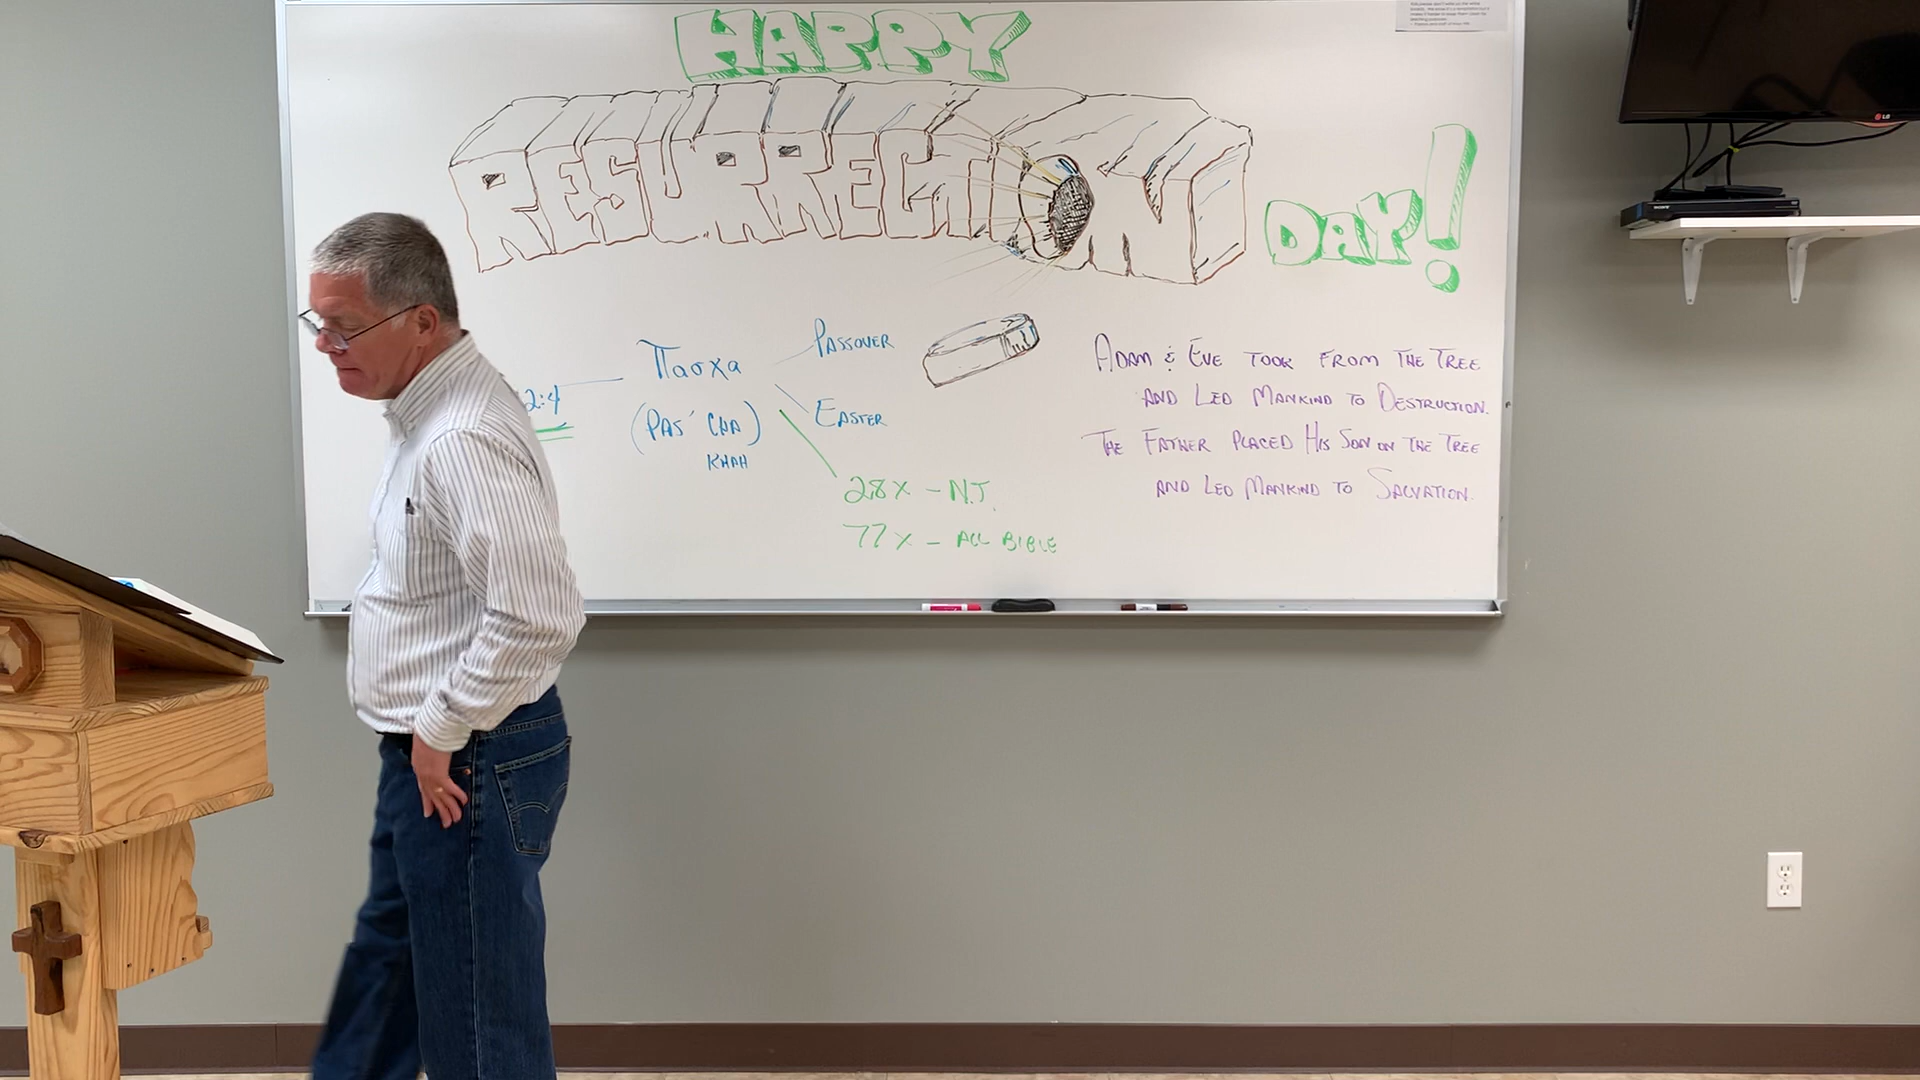 HAPPY
RESURRECTION
DAY!
2:4
Πασχα
(PAS' CHA)
KHAH
PASSOVER
EASTER
28X - N.T.
77X - ALL BIBLE
ADAM & EVE TOOK FROM THE TREE
AND LED MANKIND TO DESTRUCTION.
THE FATHER PLACED HIS SON ON THE TREE
AND LED MANKIND TO SALVATION.
LG
SONY